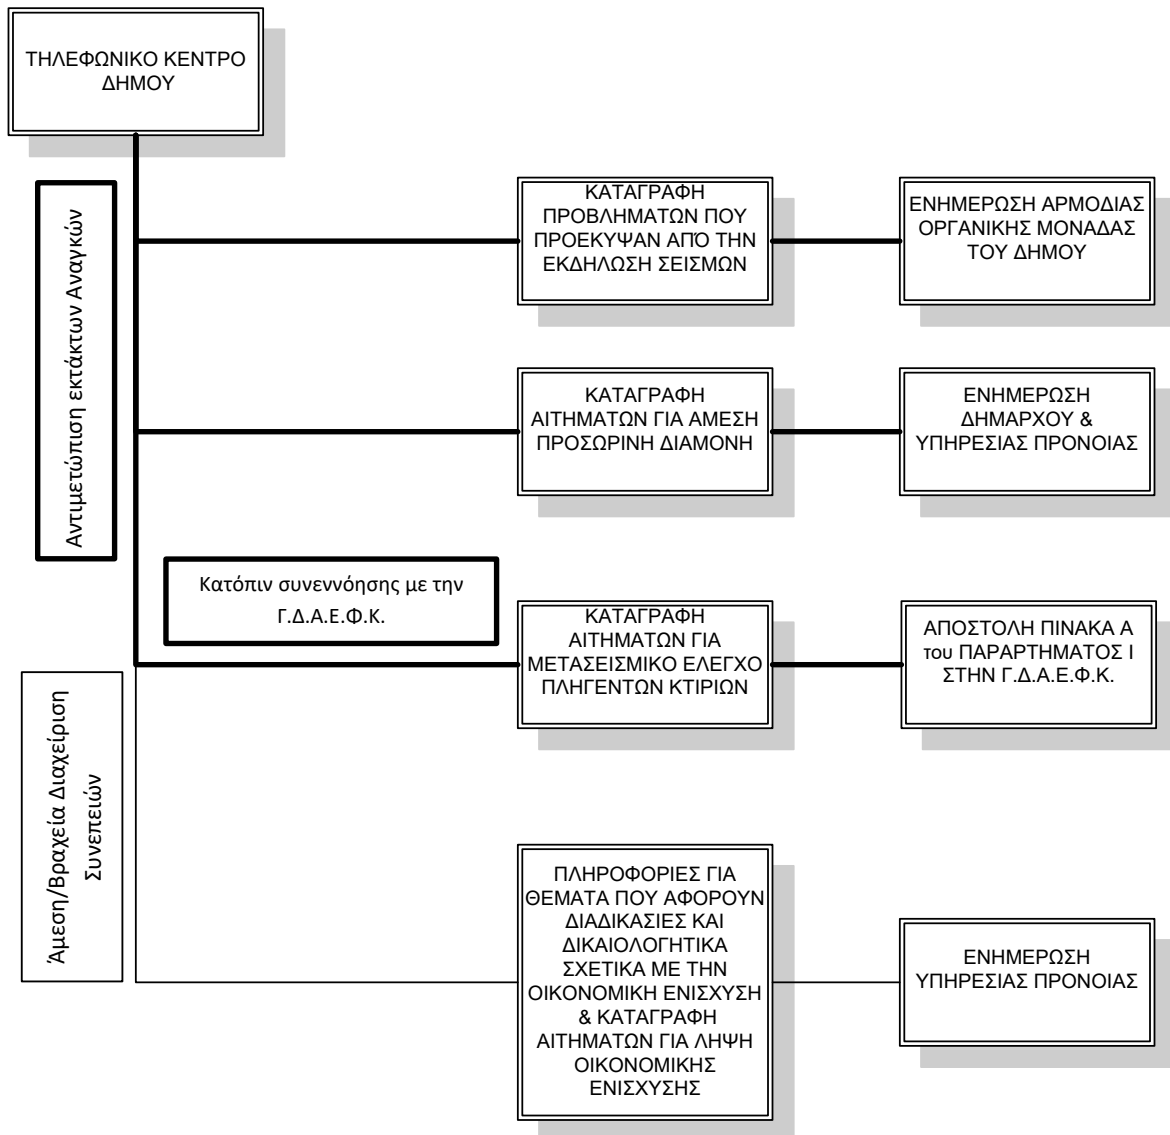 ΤΗΛΕΦΩΝΙΚΟ ΚΕΝΤΡΟ
ΔΗΜΟΥ
Αντιμετώπιση εκτάκτων Αναγκών
ΚΑΤΑΓΡΑΦΗ
ΠΡΟΒΛΗΜΑΤΩΝ ΠΟΥ
ΠΡΟΕΚΥΨΑΝ ΑΠΌ ΤΗΝ
ΕΚΔΗΛΩΣΗ ΣΕΙΣΜΩΝ
ΕΝΗΜΕΡΩΣΗ ΑΡΜΟΔΙΑΣ
ΟΡΓΑΝΙΚΗΣ ΜΟΝΑΔΑΣ
ΤΟΥ ΔΗΜΟΥ
ΚΑΤΑΓΡΑΦΗ
ΑΙΤΗΜΑΤΩΝ ΓΙΑ ΑΜΕΣΗ
ΠΡΟΣΩΡΙΝΗ ΔΙΑΜΟΝΗ
ΕΝΗΜΕΡΩΣΗ
ΔΗΜΑΡΧΟΥ &
ΥΠΗΡΕΣΙΑΣ ΠΡΟΝΟΙΑΣ
Κατόπιν συνεννόησης με την
Γ.Δ.Α.Ε.Φ.Κ.
ΚΑΤΑΓΡΑΦΗ
ΑΙΤΗΜΑΤΩΝ ΓΙΑ
ΜΕΤΑΣΕΙΣΜΙΚΟ ΕΛΕΓΧΟ
ΠΛΗΓΕΝΤΩΝ ΚΤΙΡΙΩΝ
ΑΠΟΣΤΟΛΗ ΠΙΝΑΚΑ Α
του ΠΑΡΑΡΤΗΜΑΤΟΣ Ι
ΣΤΗΝ Γ.Δ.Α.Ε.Φ.Κ.
Άμεση/Βραχεία Διαχείριση
Συνεπειών
ΠΛΗΡΟΦΟΡΙΕΣ ΓΙΑ
ΘΕΜΑΤΑ ΠΟΥ ΑΦΟΡΟΥΝ
ΔΙΑΔΙΚΑΣΙΕΣ ΚΑΙ
ΔΙΚΑΙΟΛΟΓΗΤΙΚΑ
ΣΧΕΤΙΚΑ ΜΕ ΤΗΝ
ΟΙΚΟΝΟΜΙΚΗ ΕΝΙΣΧΥΣΗ
& ΚΑΤΑΓΡΑΦΗ
ΑΙΤΗΜΑΤΩΝ ΓΙΑ ΛΗΨΗ
ΟΙΚΟΝΟΜΙΚΗΣ
ΕΝΙΣΧΥΣΗΣ
ΕΝΗΜΕΡΩΣΗ
ΥΠΗΡΕΣΙΑΣ ΠΡΟΝΟΙΑΣ